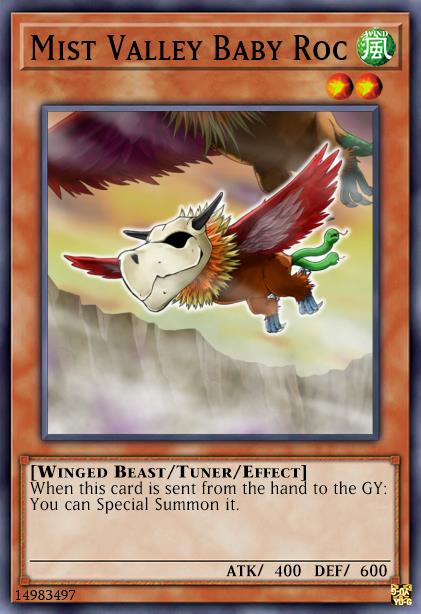 Mist Valley Baby Roc
WIND
風
[Winged Beast/Tuner/Effect]
When this card is sent from the hand to the GY:
You can Special Summon it.
ATK/ 400 DEF/ 600
14983497